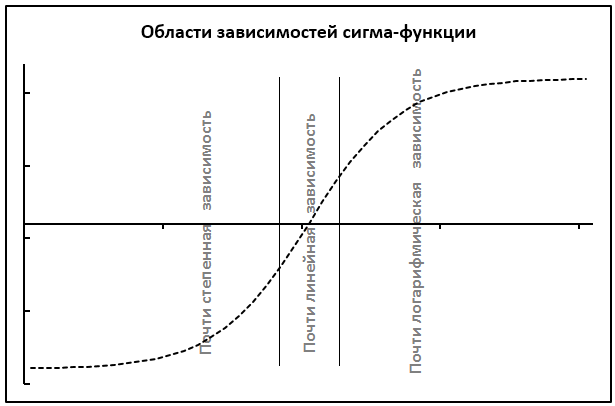 Области зависимостей сигма-функции
Почти степенная зависимость
Почти линейная зависимость
Почти логарифмическая зависимость